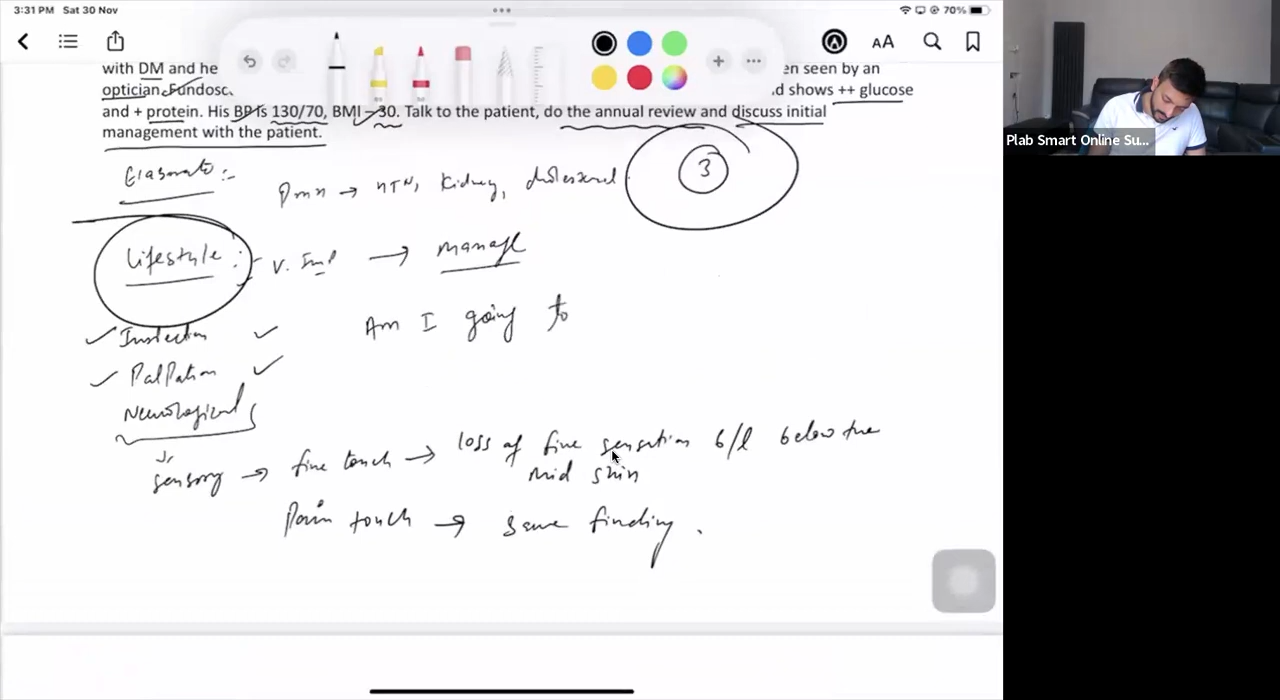 3:31 PM Sat 30 Nov
70%
AA
with DM and he
en seen by an
optician. Fundosc
d shows ++ glucose
and + protein. His BP is 130/70, BMI – 30. Talk to the patient, do the annual review and discuss initial
management with the patient.
Plab Smart Online Su...
Elaborate :-
Pmn → HTN, Kidney, cholesterol
3
Lifestyle :- v. Imp → manage
Inspection
Am I going to
Palpation
Neurological
sensory → fine touch → loss of fine sensation b/l below the
mid shin
Pain touch → same finding.